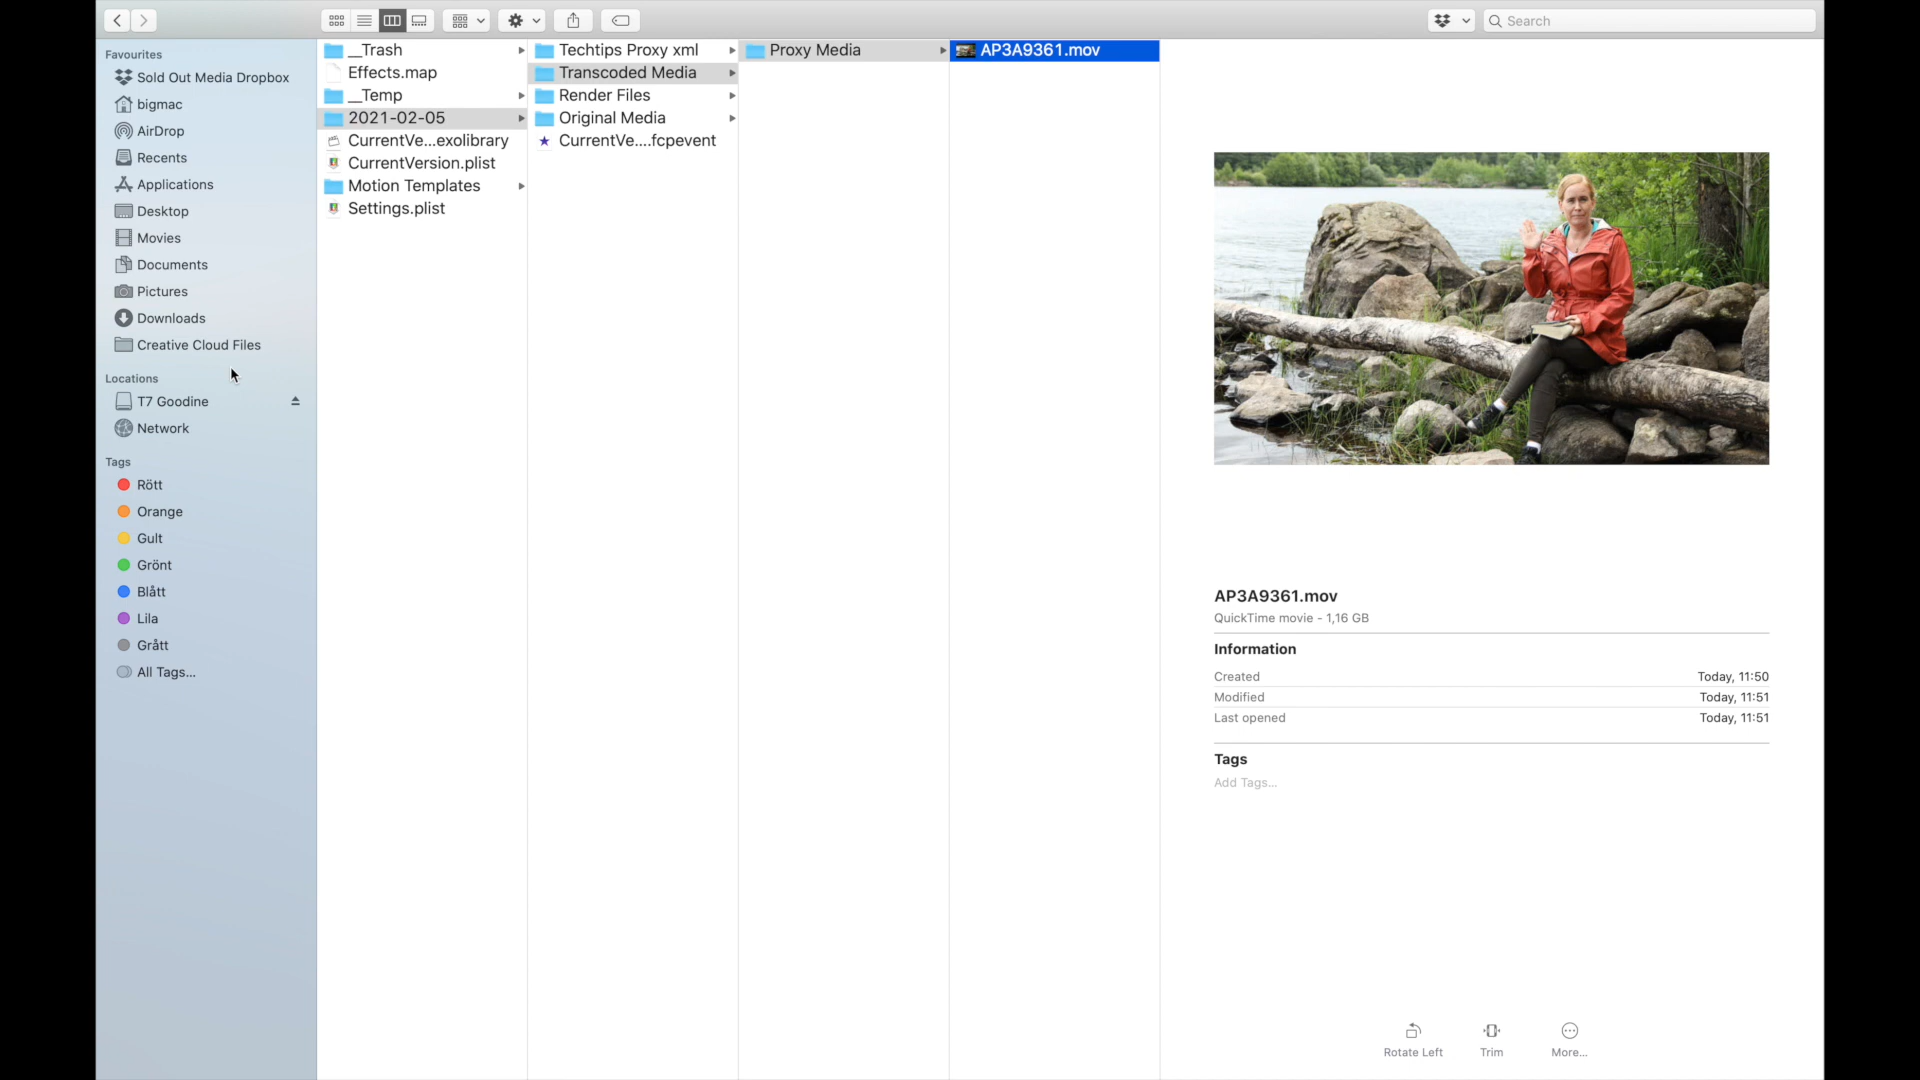 Search
Favourites
Sold Out Media Dropbox
bigmac
AirDrop
Recents
Applications
Desktop
Movies
Documents
Pictures
Downloads
Creative Cloud Files
Locations
T7 Goodine
Network
Tags
Rött
Orange
Gult
Grönt
Blått
Lila
Grått
All Tags...
__Trash
Effects.map
__Temp
2021-02-05
CurrentVe...exolibrary
CurrentVersion.plist
Motion Templates
Settings.plist
Techtips Proxy xml
Transcoded Media
Render Files
Original Media
CurrentVe....fcpevent
Proxy Media
AP3A9361.mov
AP3A9361.mov
QuickTime movie - 1,16 GB
Information
Created Today, 11:50
Modified Today, 11:51
Last opened Today, 11:51
Tags
Add Tags...
Rotate Left
Trim
More...